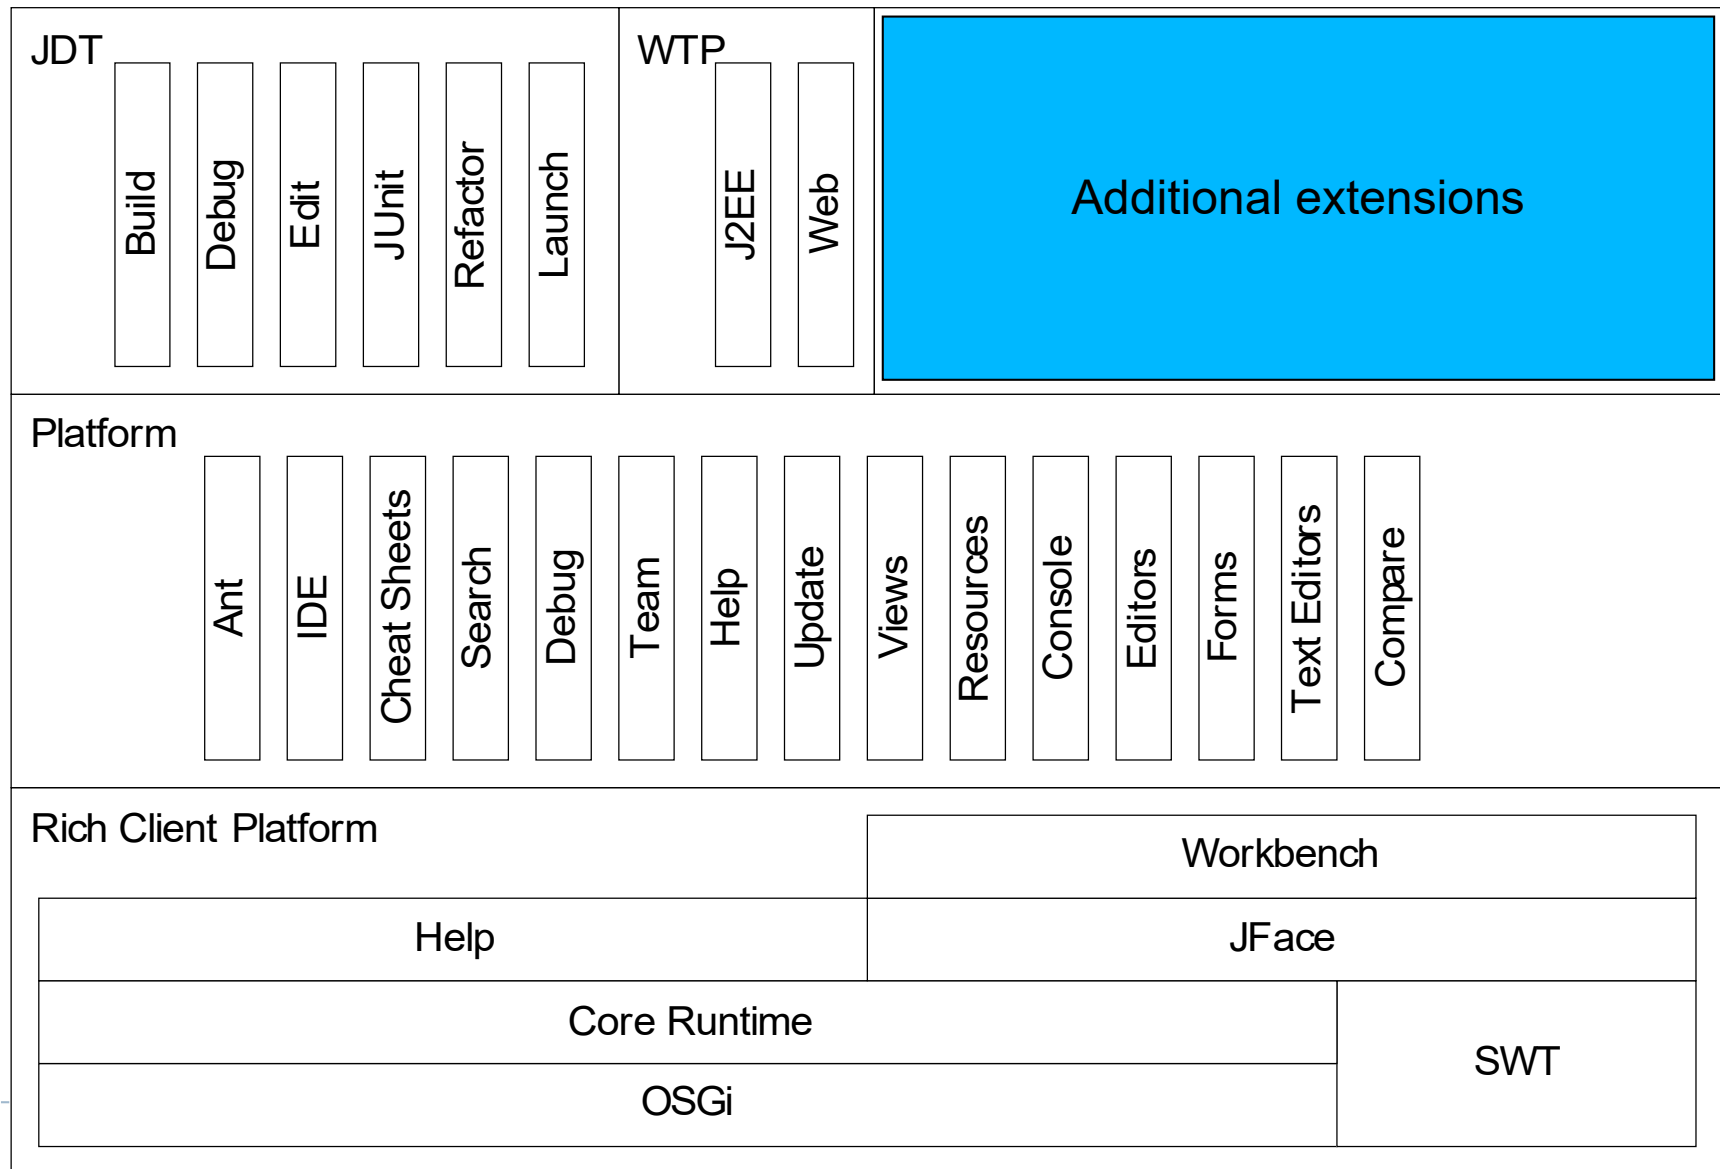 JDT
Build
Debug
Edit
JUnit
Refactor
Launch
WTP
J2EE
Web
Additional extensions
Platform
Ant
IDE
Cheat Sheets
Search
Debug
Team
Help
Update
Views
Resources
Console
Editors
Forms
Text Editors
Compare
Rich Client Platform
Workbench
Help
JFace
Core Runtime
SWT
OSGi